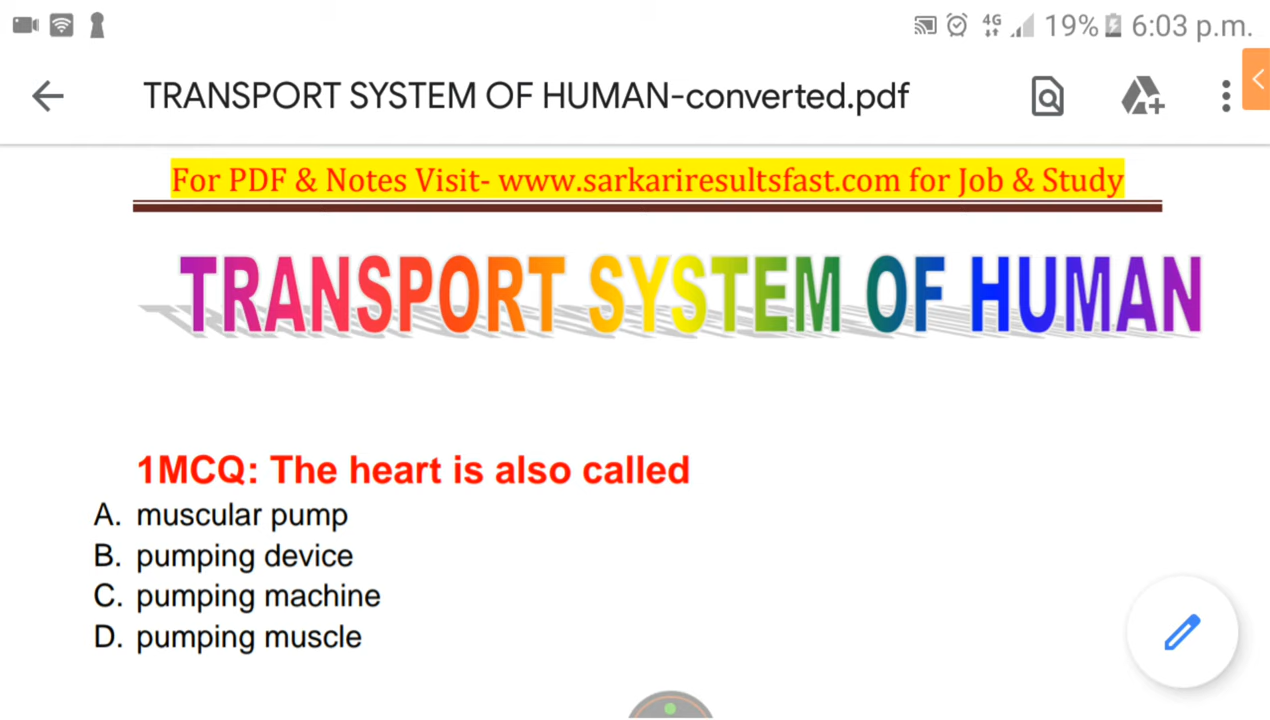 4G 19% 6:03 p.m.
TRANSPORT SYSTEM OF HUMAN-converted.pdf
For PDF & Notes Visit- www.sarkariresultsfast.com for Job & Study
TRANSPORT SYSTEM OF HUMAN
1MCQ: The heart is also called
A. muscular pump
B. pumping device
C. pumping machine
D. pumping muscle